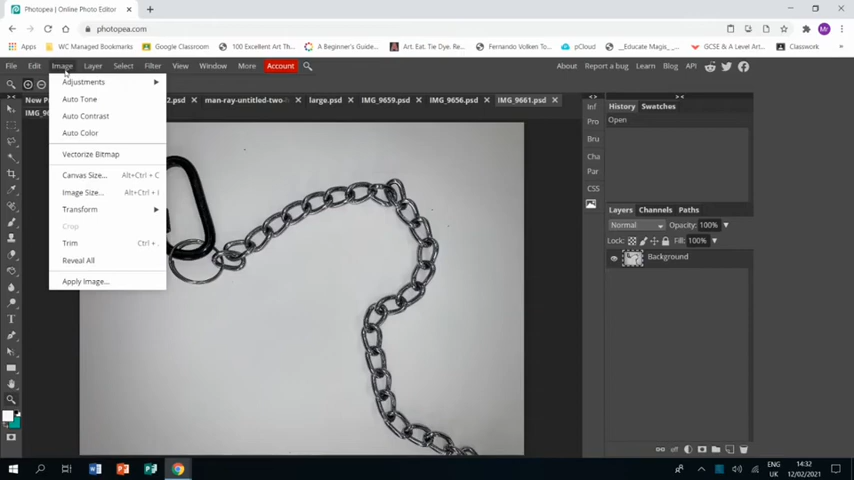 Photopea | Online Photo Editor
photopea.com
Mr
Apps
WC Managed Bookmarks
Google Classroom
100 Excellent Art Th...
A Beginner's Guide...
Art. Eat. Tie Dye. R...
Fernando Volken T...
pCloud
__Educake Magis_...
GCSE & A Level Cr...
File Edit Image Layer Select Filter View Window More Account
About Report a bug Learn Blog API
New P
2.psd
man-ray-untitled-two-
large.psd
IMG_9659.psd
IMG_9656.psd
IMG_9661.psd
IMG_9
Adjustments
Auto Tone
Auto Contrast
Auto Color
Vectorize Bitmap
Canvas Size... Alt+Ctrl + C
Image Size... Alt+Ctrl + I
Transform
Crop
Trim Ctrl + .
Reveal All
Apply Image...
Inf
Pro
Bru
Cha
Par
CSS
History Swatches
Open
Layers Channels Paths
Normal Opacity: 100%
Lock: Fill: 100%
Background
ENG
UK
14:32
12/02/2021